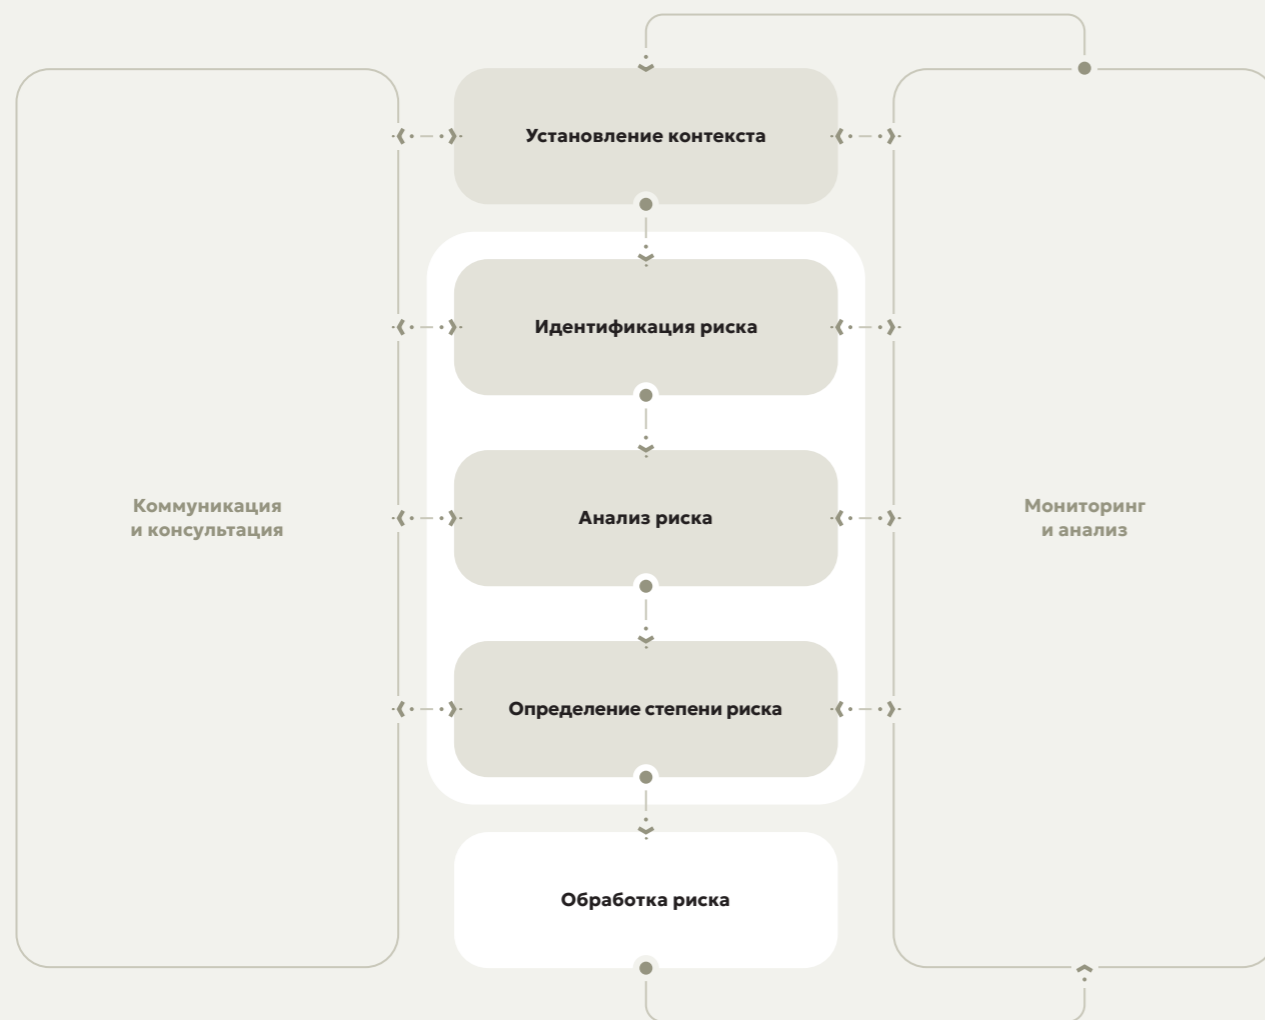 Установление контекста
Идентификация риска
Коммуникация
и консультация
Анализ риска
Мониторинг
и анализ
Определение степени риска
Обработка риска